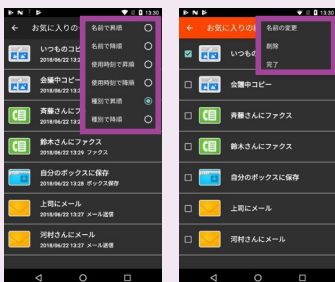 13:30
お気に入りの
名前で昇順
名前で降順
使用時刻で昇順
使用時刻で降順
種別で昇順
種別で降順
いつものコピ
2018/06/22 13:2
会議中コピー
2018/06/22 13:2
斉藤さんにファ
2018/06/22 13:2
鈴木さんにファクス
2018/06/22 13:29 ファクス
自分のボックスに保存
2018/06/22 13:28 ボックス保存
上司にメール
2018/06/22 13:27 メール送信
河村さんにメール
2018/06/22 13:27 メール送信
13:30
お気に入りの
名前の変更
削除
完了
いつも
会議中コピー
斉藤さんにファクス
鈴木さんにファクス
自分のボックスに保存
上司にメール
河村さんにメール